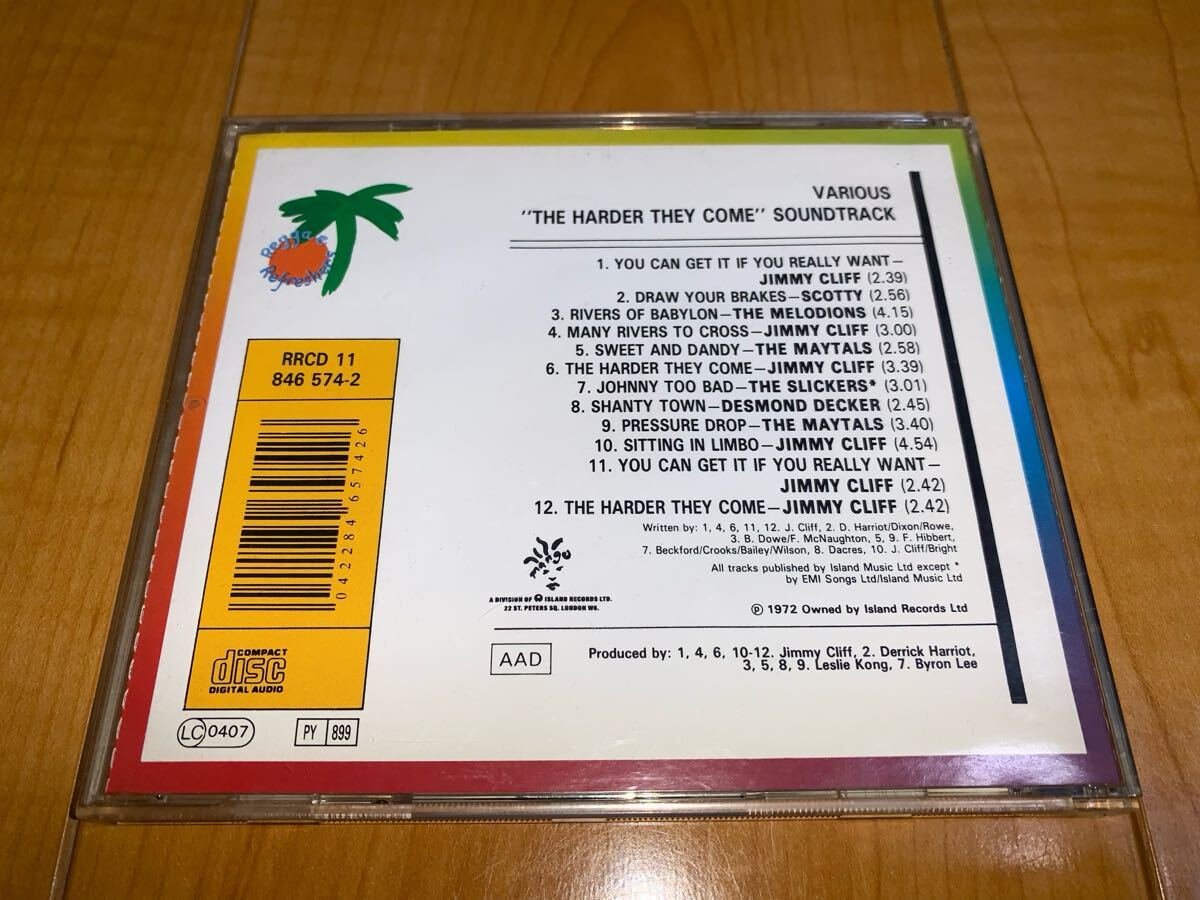 Reggae
Refreshers
VARIOUS
"THE HARDER THEY COME" SOUNDTRACK
1. YOU CAN GET IT IF YOU REALLY WANT—
JIMMY CLIFF (2.39)
2. DRAW YOUR BRAKES—SCOTTY (2.56)
3. RIVERS OF BABYLON—THE MELODIONS (4.15)
4. MANY RIVERS TO CROSS—JIMMY CLIFF (3.00)
5. SWEET AND DANDY—THE MAYTALS (2.58)
6. THE HARDER THEY COME—JIMMY CLIFF (3.39)
7. JOHNNY TOO BAD—THE SLICKERS* (3.01)
8. SHANTY TOWN—DESMOND DECKER (2.45)
9. PRESSURE DROP—THE MAYTALS (3.40)
10. SITTING IN LIMBO—JIMMY CLIFF (4.54)
11. YOU CAN GET IT IF YOU REALLY WANT—
JIMMY CLIFF (2.42)
12. THE HARDER THEY COME—JIMMY CLIFF (2.42)
Written by: 1, 4, 6, 11, 12. J. Cliff, 2. D. Harriot/Dixon/Rowe,
3. B. Dowe/F. McNaughton, 5, 9. F. Hibbert,
7. Beckford/Crooks/Bailey/Wilson, 8. Dacres, 10. J. Cliff/Bright
All tracks published by Island Music Ltd except *
by EMI Songs Ltd/Island Music Ltd
mango
A DIVISION OF ISLAND RECORDS LTD.
22 ST. PETERS SQ. LONDON W6.
℗ 1972 Owned by Island Records Ltd
AAD
Produced by: 1, 4, 6, 10-12. Jimmy Cliff, 2. Derrick Harriot,
3, 5, 8, 9. Leslie Kong, 7. Byron Lee
RRCD 11
846 574-2
0 42284 65742 6
COMPACT
disc
DIGITAL AUDIO
LC 0407
PY 899